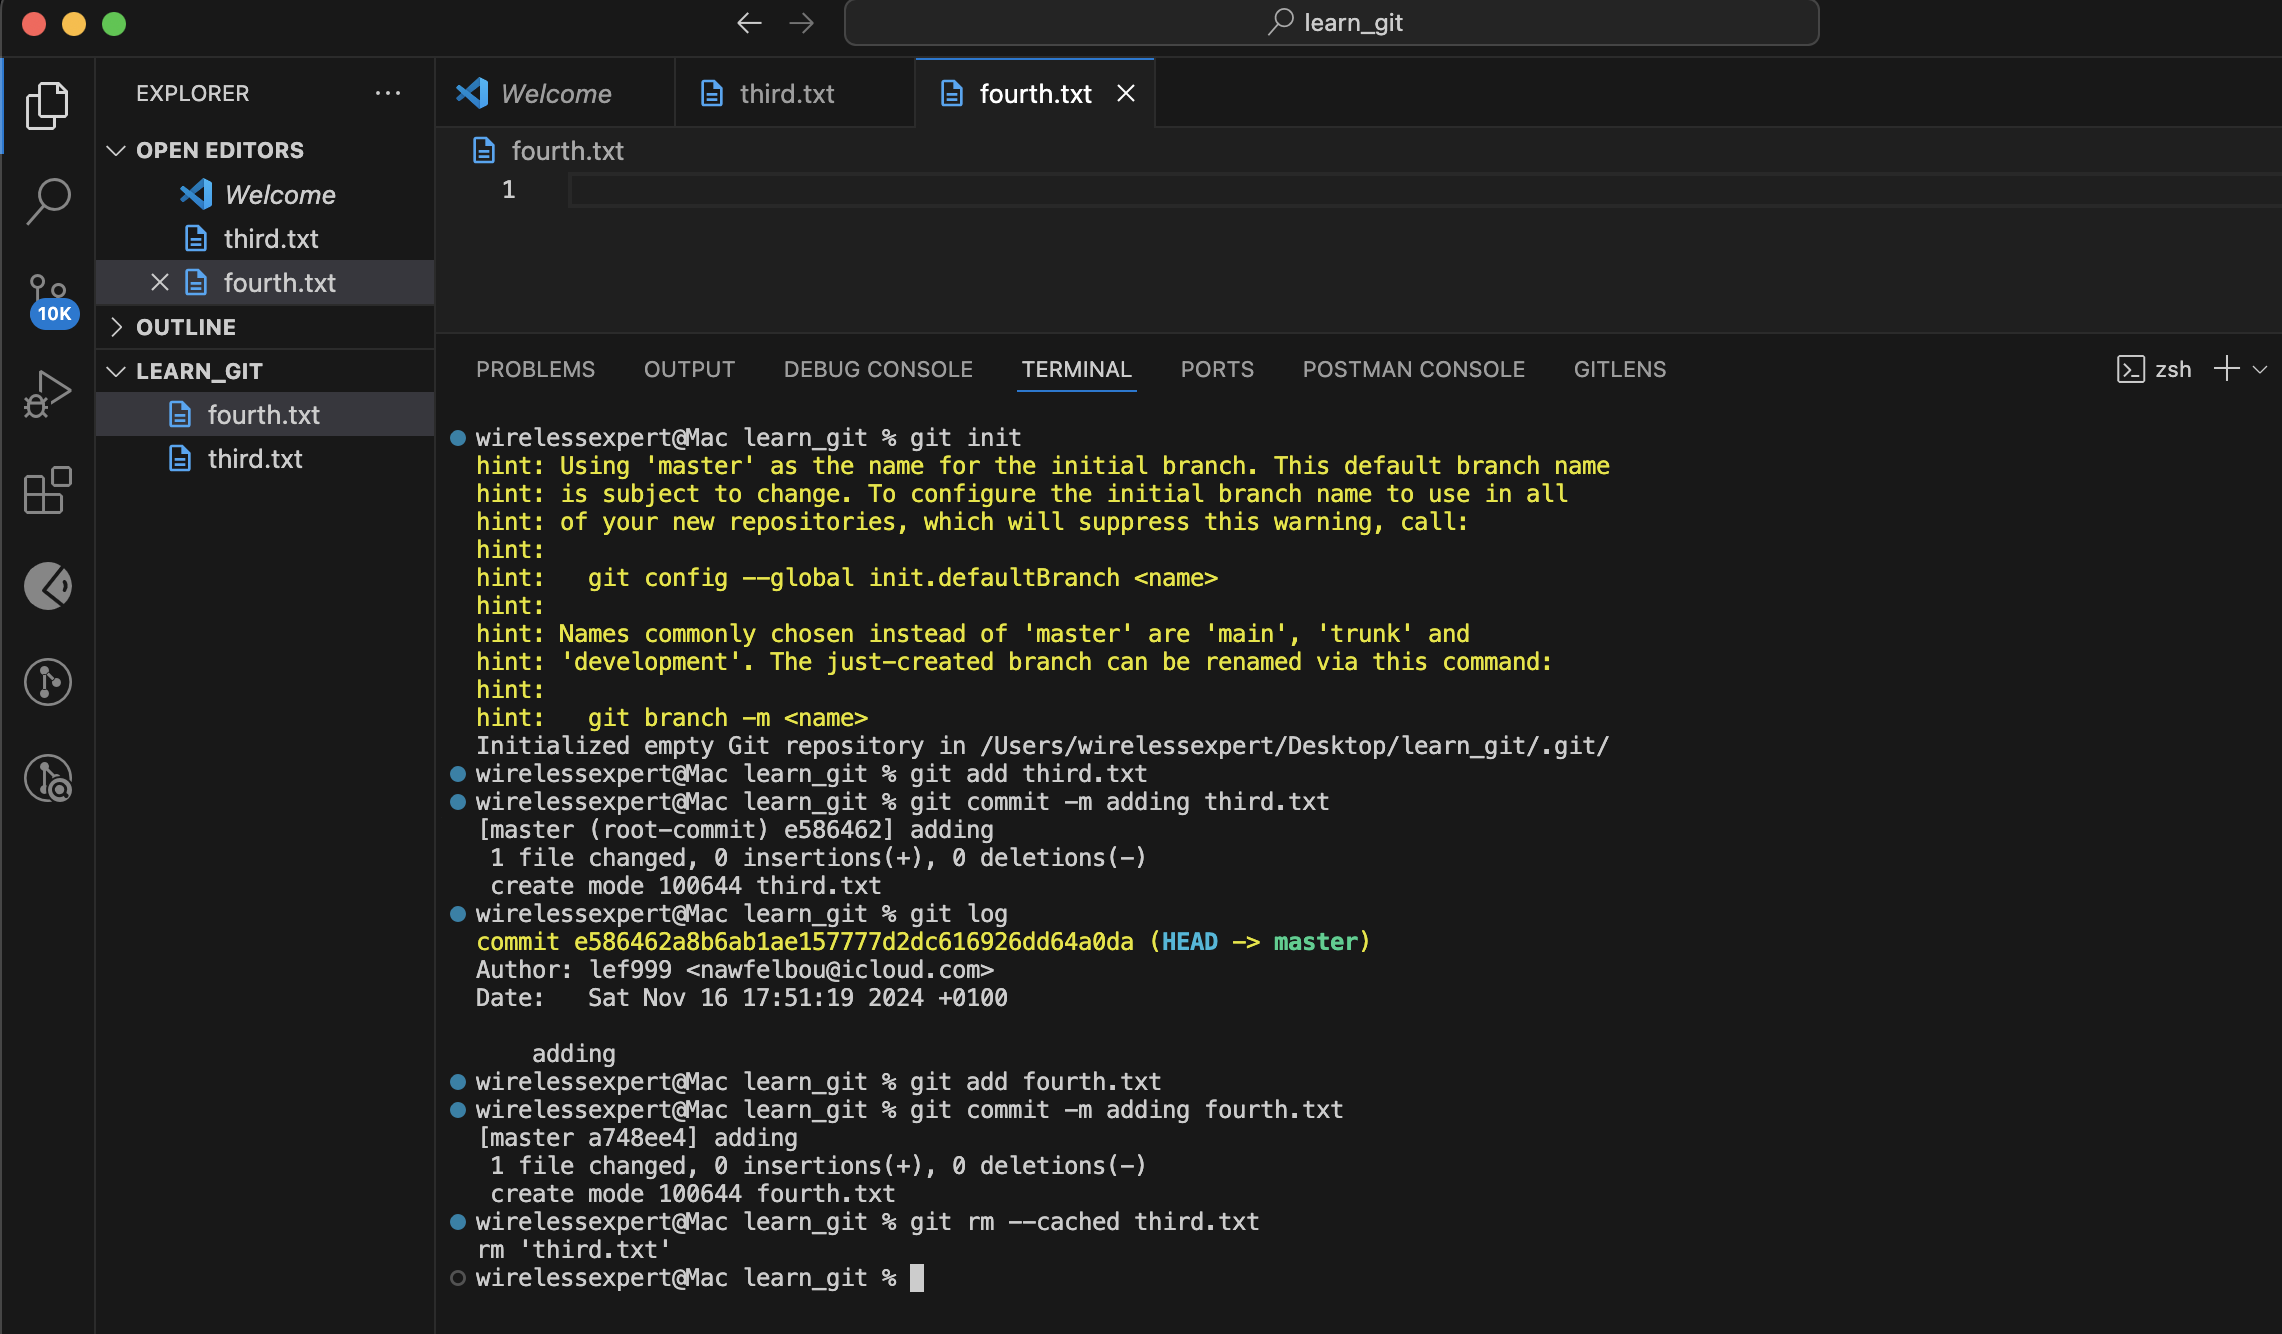 learn_git
EXPLORER
OPEN EDITORS
Welcome
third.txt
fourth.txt
OUTLINE
LEARN_GIT
fourth.txt
third.txt
10K
Welcome
third.txt
fourth.txt
fourth.txt
1
PROBLEMS
OUTPUT
DEBUG CONSOLE
TERMINAL
PORTS
POSTMAN CONSOLE
GITLENS
zsh
wirelessexpert@Mac learn_git % git init
hint: Using 'master' as the name for the initial branch. This default branch name
hint: is subject to change. To configure the initial branch name to use in all
hint: of your new repositories, which will suppress this warning, call:
hint:
hint:   git config --global init.defaultBranch <name>
hint:
hint: Names commonly chosen instead of 'master' are 'main', 'trunk' and
hint: 'development'. The just-created branch can be renamed via this command:
hint:
hint:   git branch -m <name>
Initialized empty Git repository in /Users/wirelessexpert/Desktop/learn_git/.git/
wirelessexpert@Mac learn_git % git add third.txt
wirelessexpert@Mac learn_git % git commit -m adding third.txt
[master (root-commit) e586462] adding
 1 file changed, 0 insertions(+), 0 deletions(-)
 create mode 100644 third.txt
wirelessexpert@Mac learn_git % git log
commit e586462a8b6ab1ae157777d2dc616926dd64a0da (HEAD -> master)
Author: lef999 <nawfelbou@icloud.com>
Date:   Sat Nov 16 17:51:19 2024 +0100
    adding
wirelessexpert@Mac learn_git % git add fourth.txt
wirelessexpert@Mac learn_git % git commit -m adding fourth.txt
[master a748ee4] adding
 1 file changed, 0 insertions(+), 0 deletions(-)
 create mode 100644 fourth.txt
wirelessexpert@Mac learn_git % git rm --cached third.txt
rm 'third.txt'
wirelessexpert@Mac learn_git %